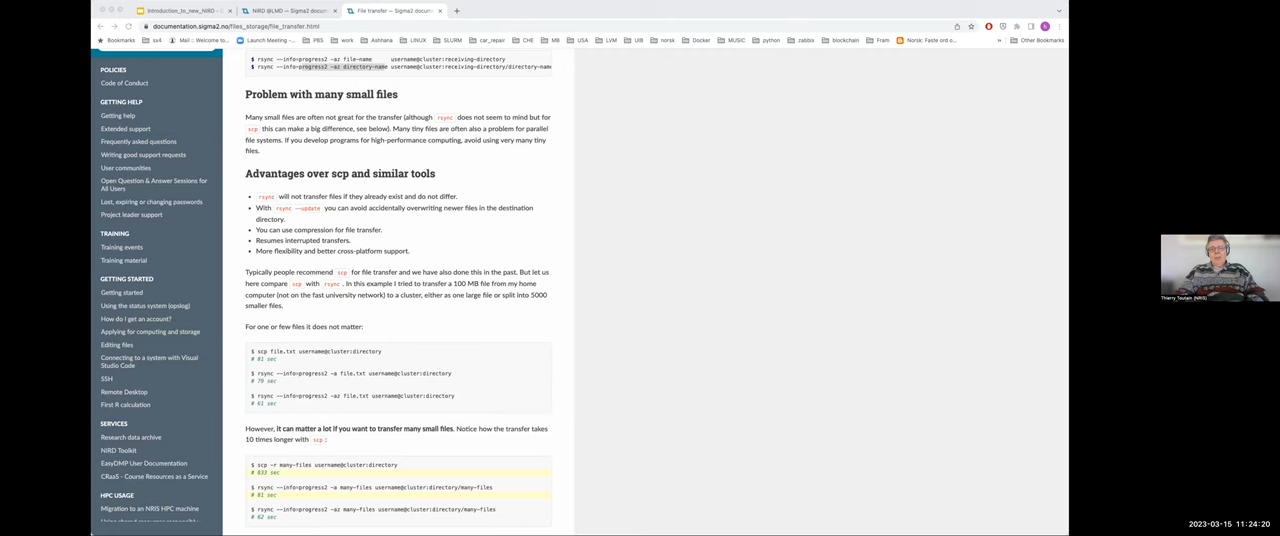 Introduction_to_new_NIRD - G
NIRD @LMD — Sigma2 docum
File transfer — Sigma2 docum
documentation.sigma2.no/files_storage/file_transfer.html
Bookmarks sx4 Mail :: Welcome to ... Launch Meeting -... PBS work Ashhana LINUX SLURM car_repair CHE MB USA LVM UIB norsk Docker MUSIC python zabbix blockchain Fram Norsk: Faste ord o... » Other Bookmarks
$ rsync --info=progress2 -az file-name username@cluster:receiving-directory
$ rsync --info=progress2 -az directory-name username@cluster:receiving-directory/directory-name
POLICIES
Code of Conduct
GETTING HELP
Getting help
Extended support
Frequently asked questions
Writing good support requests
User communities
Open Question & Answer Sessions for
All Users
Lost, expiring or changing passwords
Project leader support
TRAINING
Training events
Training material
GETTING STARTED
Getting started
Using the status system (opslog)
How do I get an account?
Applying for computing and storage
Editing files
Connecting to a system with Visual
Studio Code
SSH
Remote Desktop
First R calculation
SERVICES
Research data archive
NIRD Toolkit
EasyDMP User Documentation
CRaaS - Course Resources as a Service
HPC USAGE
Migration to an NRIS HPC machine
Problem with many small files
Many small files are often not great for the transfer (although rsync does not seem to mind but for
scp this can make a big difference, see below). Many tiny files are often also a problem for parallel
file systems. If you develop programs for high-performance computing, avoid using very many tiny
files.
Advantages over scp and similar tools
• rsync will not transfer files if they already exist and do not differ.
• With rsync --update you can avoid accidentally overwriting newer files in the destination
directory.
• You can use compression for file transfer.
• Resumes interrupted transfers.
• More flexibility and better cross-platform support.
Typically people recommend scp for file transfer and we have also done this in the past. But let us
here compare scp with rsync . In this example I tried to transfer a 100 MB file from my home
computer (not on the fast university network) to a cluster, either as one large file or split into 5000
smaller files.
For one or few files it does not matter:
$ scp file.txt username@cluster:directory
# 81 sec
$ rsync --info=progress2 -a file.txt username@cluster:directory
# 79 sec
$ rsync --info=progress2 -az file.txt username@cluster:directory
# 61 sec
However, it can matter a lot if you want to transfer many small files. Notice how the transfer takes
10 times longer with scp :
$ scp -r many-files username@cluster:directory
# 833 sec
$ rsync --info=progress2 -a many-files username@cluster:directory/many-files
# 81 sec
$ rsync --info=progress2 -az many-files username@cluster:directory/many-files
# 62 sec
Thierry Toutain (NRIS)
2023-03-15 11:24:20